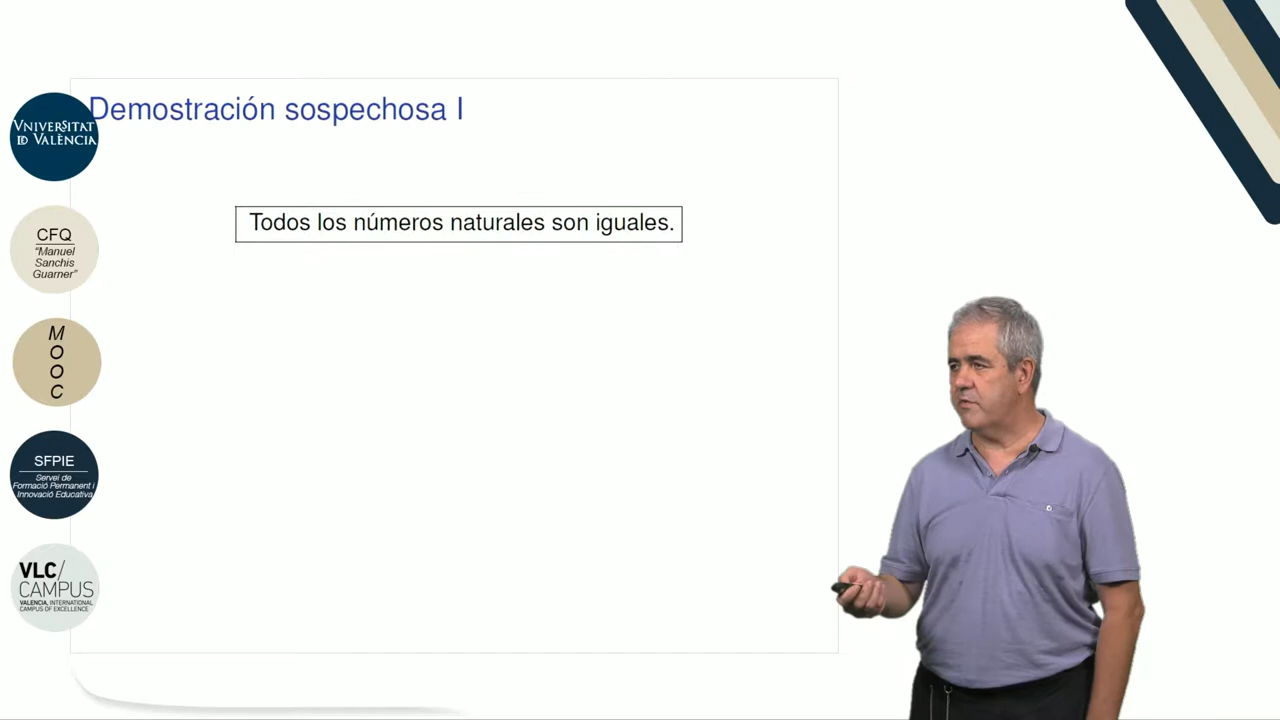 Demostración sospechosa I
Todos los números naturales son iguales.
VNIVERSITAT
ID VALÈNCIA
CFQ
"Manuel
Sanchis
Guarner"
M
O
O
C
SFPIE
Servei de
Formació Permanent i
Innovació Educativa
VLC/
CAMPUS
VALENCIA, INTERNATIONAL
CAMPUS OF EXCELLENCE